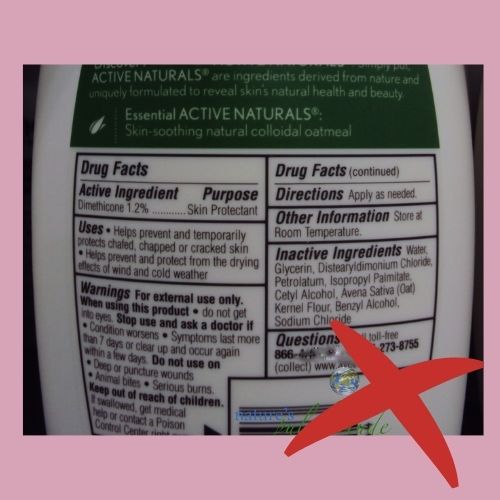 ACTIVE NATURALS® are ingredients derived from nature and
uniquely formulated to reveal skin's natural health and beauty.
Essential ACTIVE NATURALS®:
Skin-soothing natural colloidal oatmeal
Drug Facts
Active Ingredient Purpose
Dimethicone 1.2% ............ Skin Protectant
Uses • Helps prevent and temporarily
protects chafed, chapped or cracked skin
• Helps prevent and protect from the drying
effects of wind and cold weather
Warnings For external use only.
When using this product • do not get
into eyes. Stop use and ask a doctor if
• Condition worsens • Symptoms last more
than 7 days or clear up and occur again
within a few days. Do not use on
• Deep or puncture wounds
• Animal bites • Serious burns.
Keep out of reach of children.
If swallowed, get medical
help or contact a Poison
Control Center right
Drug Facts (continued)
Directions Apply as needed.
Other Information Store at
Room Temperature.
Inactive Ingredients Water,
Glycerin, Distearyldimonium Chloride,
Petrolatum, Isopropyl Palmitate,
Cetyl Alcohol, Avena Sativa (Oat)
Kernel Flour, Benzyl Alcohol,
Sodium Chloride
Questions toll-free
866- 273-8755
(collect) www.
nature's